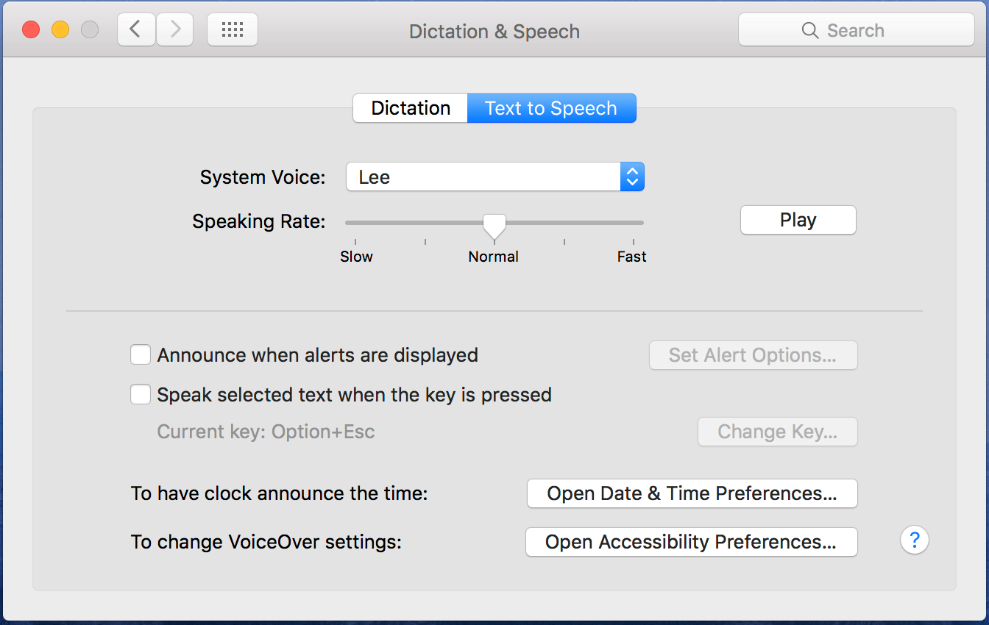 Dictation & Speech
Search
Dictation
Text to Speech
System Voice:
Lee
Speaking Rate:
Play
Slow
Normal
Fast
Announce when alerts are displayed
Set Alert Options...
Speak selected text when the key is pressed
Current key: Option+Esc
Change Key...
To have clock announce the time:
Open Date & Time Preferences...
To change VoiceOver settings:
Open Accessibility Preferences...
?